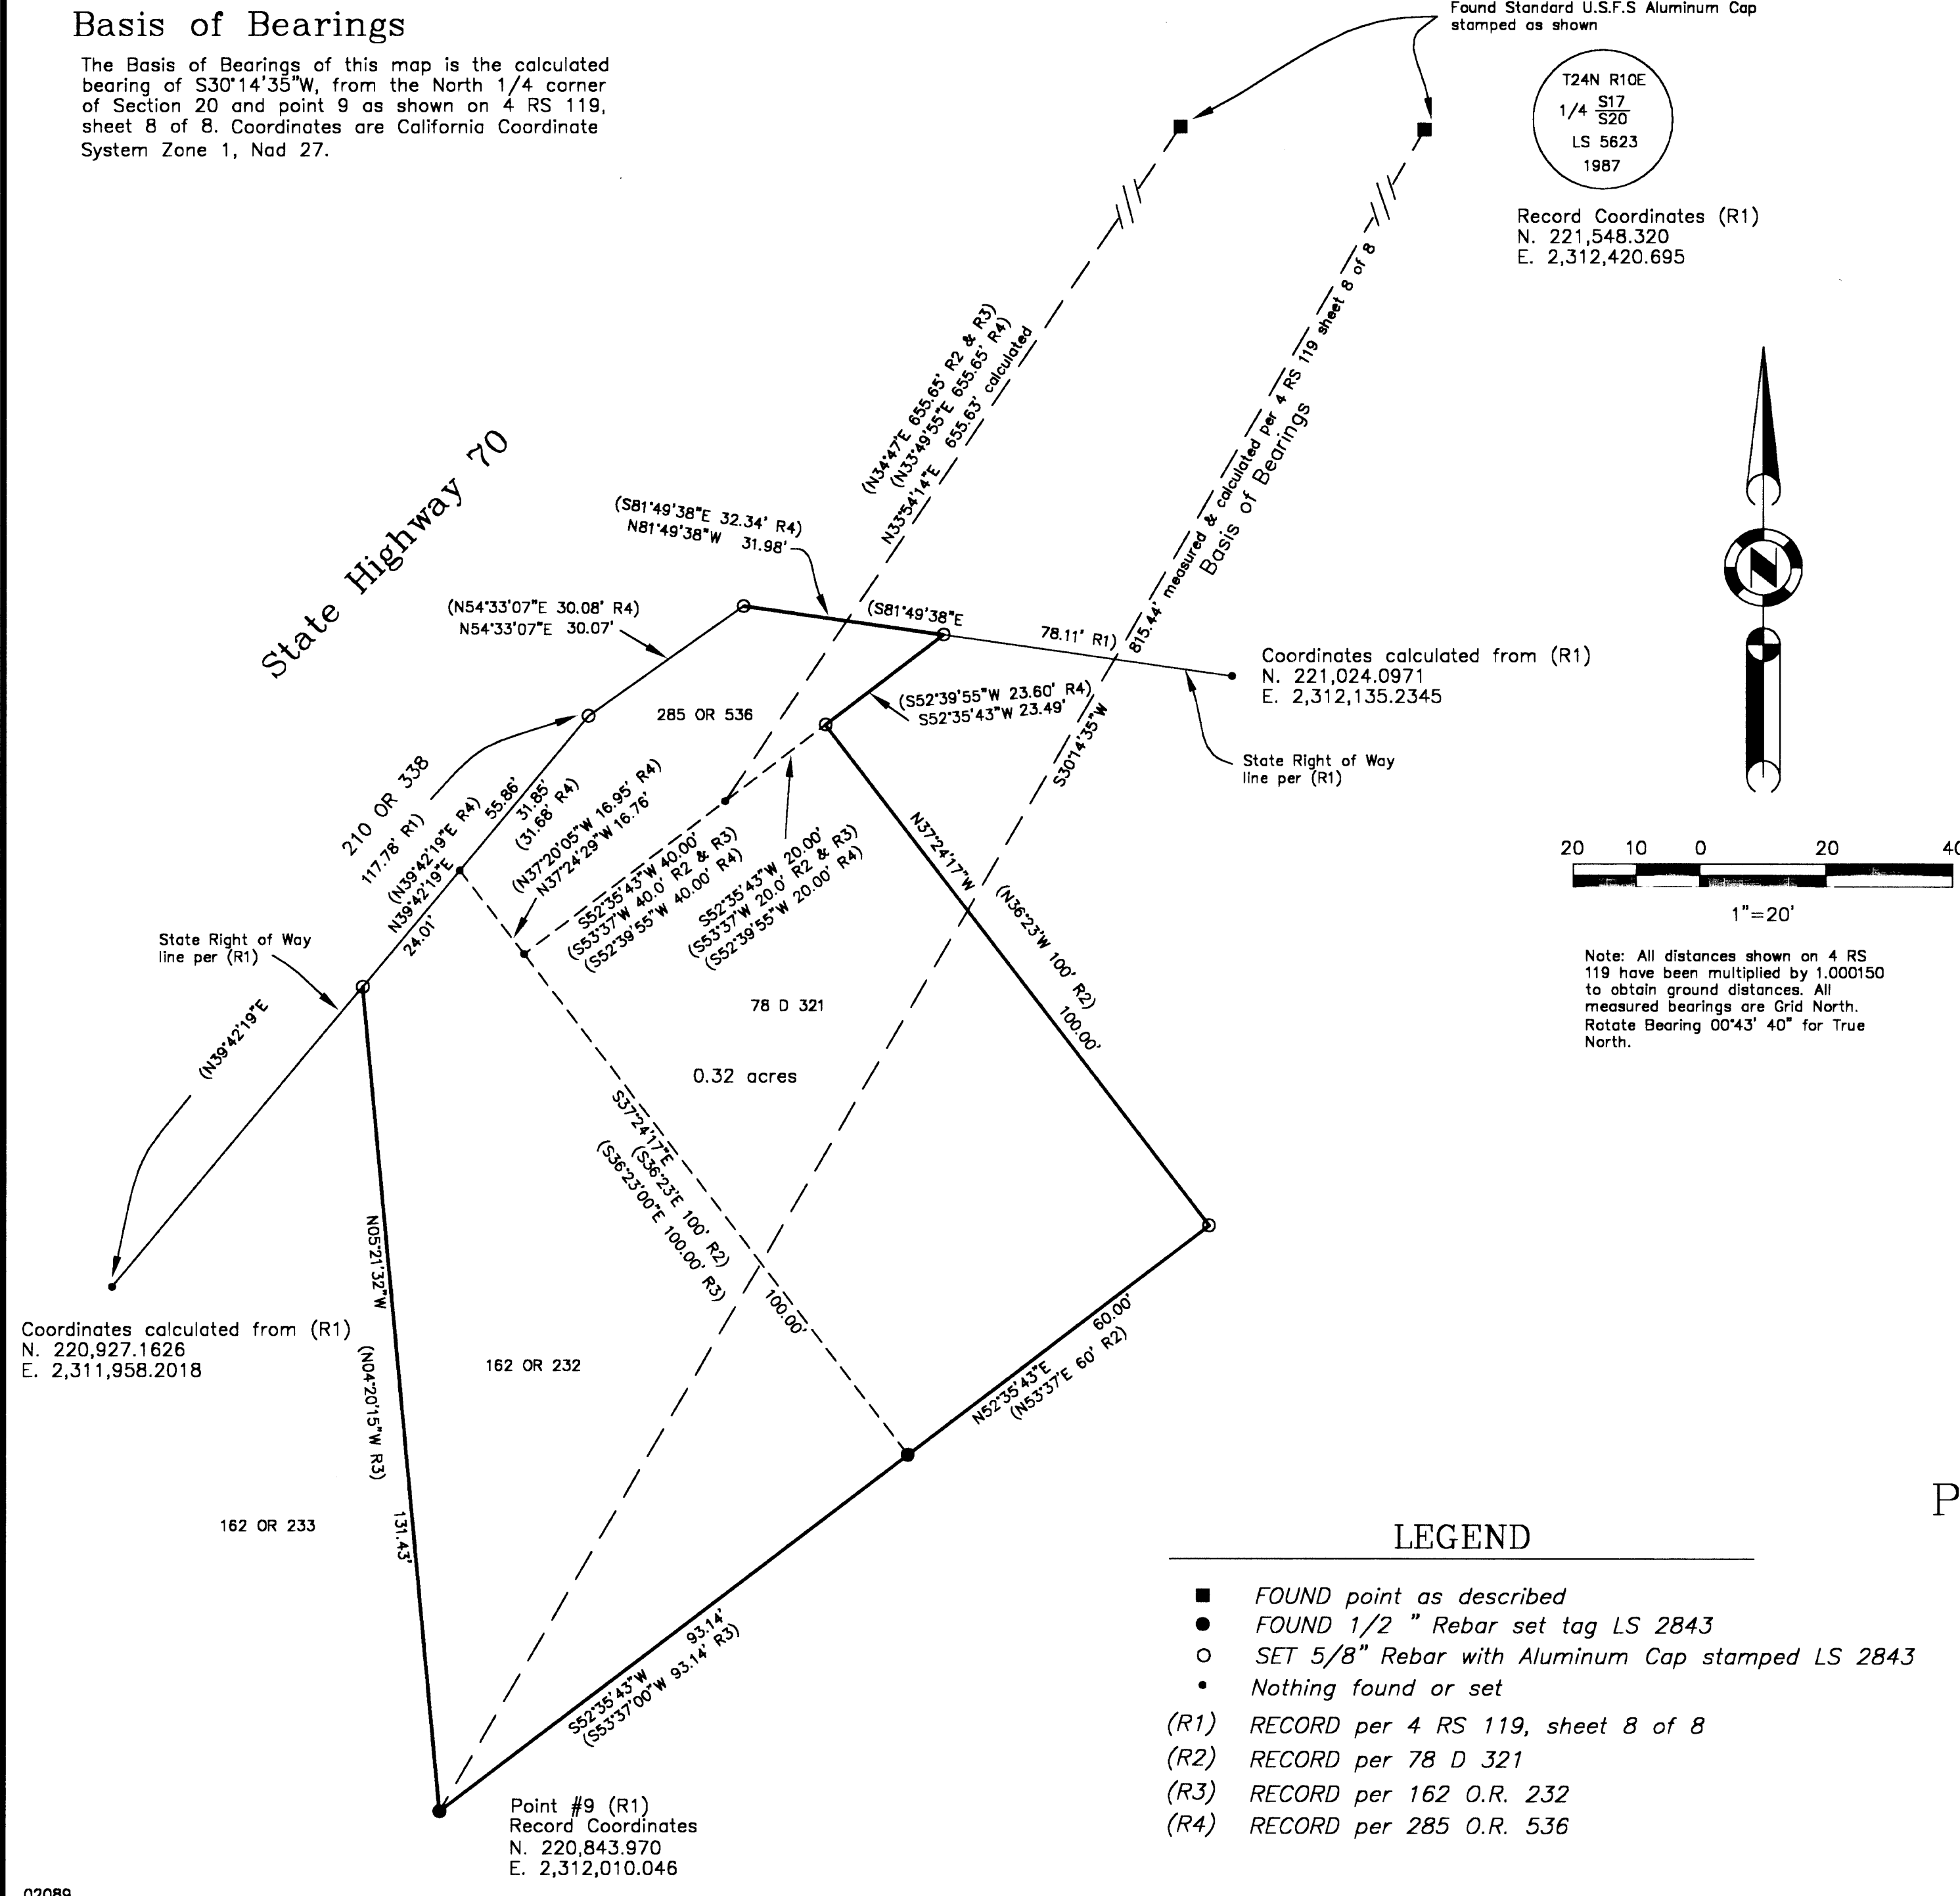 Basis of Bearings
The Basis of Bearings of this map is the calculated
bearing of S30°14'35"W, from the North 1/4 corner
of Section 20 and point 9 as shown on 4 RS 119,
sheet 8 of 8. Coordinates are California Coordinate
System Zone 1, Nad 27.
Found Standard U.S.F.S Aluminum Cap
stamped as shown
T24N R10E
1/4 S17
S20
LS 5623
1987
Record Coordinates (R1)
N. 221,548.320
E. 2,312,420.695
(N34°47'E 655.65' R2 & R3)
(N33°49'55"E 655.65' R4)
N33°54'14"E 655.63' calculated
815.44' measured & calculated per 4 RS 119 sheet 8 of 8
Basis of Bearings
S30°14'35"W
State Highway 70
(S81°49'38"E 32.34' R4)
N81°49'38"W 31.98'
(N54°33'07"E 30.08' R4)
N54°33'07"E 30.07'
(S81°49'38"E
78.11' R1)
Coordinates calculated from (R1)
N. 221,024.0971
E. 2,312,135.2345
(S52°39'55"W 23.60' R4)
S52°35'43"W 23.49'
State Right of Way
line per (R1)
285 OR 536
210 OR 338
117.78' R1)
(N39°42'19"E R4)
N39°42'19"E
55.86'
31.85'
(31.68' R4)
24.01'
(N37°20'05"W 16.95' R4)
N37°24'29"W 16.76'
S52°35'43"W 40.00'
(S53°37'W 40.0' R2 & R3)
(S52°39'55"W 40.00' R4)
S52°35'43"W 20.00'
(S53°37'W 20.0' R2 & R3)
(S52°39'55"W 20.00' R4)
N37°24'17"W
(N36°23'W 100' R2)
100.00'
20 10 0 20 40
1"=20'
Note: All distances shown on 4 RS
119 have been multiplied by 1.000150
to obtain ground distances. All
measured bearings are Grid North.
Rotate Bearing 00°43' 40" for True
North.
N
State Right of Way
line per (R1)
(N39°42'19"E
78 D 321
0.32 acres
S37°24'17"E
(S36°23'E 100' R2)
(S36°23'00"E 100.00' R3)
100.00'
Coordinates calculated from (R1)
N. 220,927.1626
E. 2,311,958.2018
N05°21'32"W
(N04°20'15"W R3)
131.43'
162 OR 232
162 OR 233
60.00'
N52°35'43"E
(N53°37'E 60' R2)
93.14'
S52°35'43"W
(S53°37'00"W 93.14' R3)
Point #9 (R1)
Record Coordinates
N. 220,843.970
E. 2,312,010.046
P
LEGEND
FOUND point as described
FOUND 1/2 " Rebar set tag LS 2843
SET 5/8" Rebar with Aluminum Cap stamped LS 2843
Nothing found or set
(R1) RECORD per 4 RS 119, sheet 8 of 8
(R2) RECORD per 78 D 321
(R3) RECORD per 162 O.R. 232
(R4) RECORD per 285 O.R. 536
02089